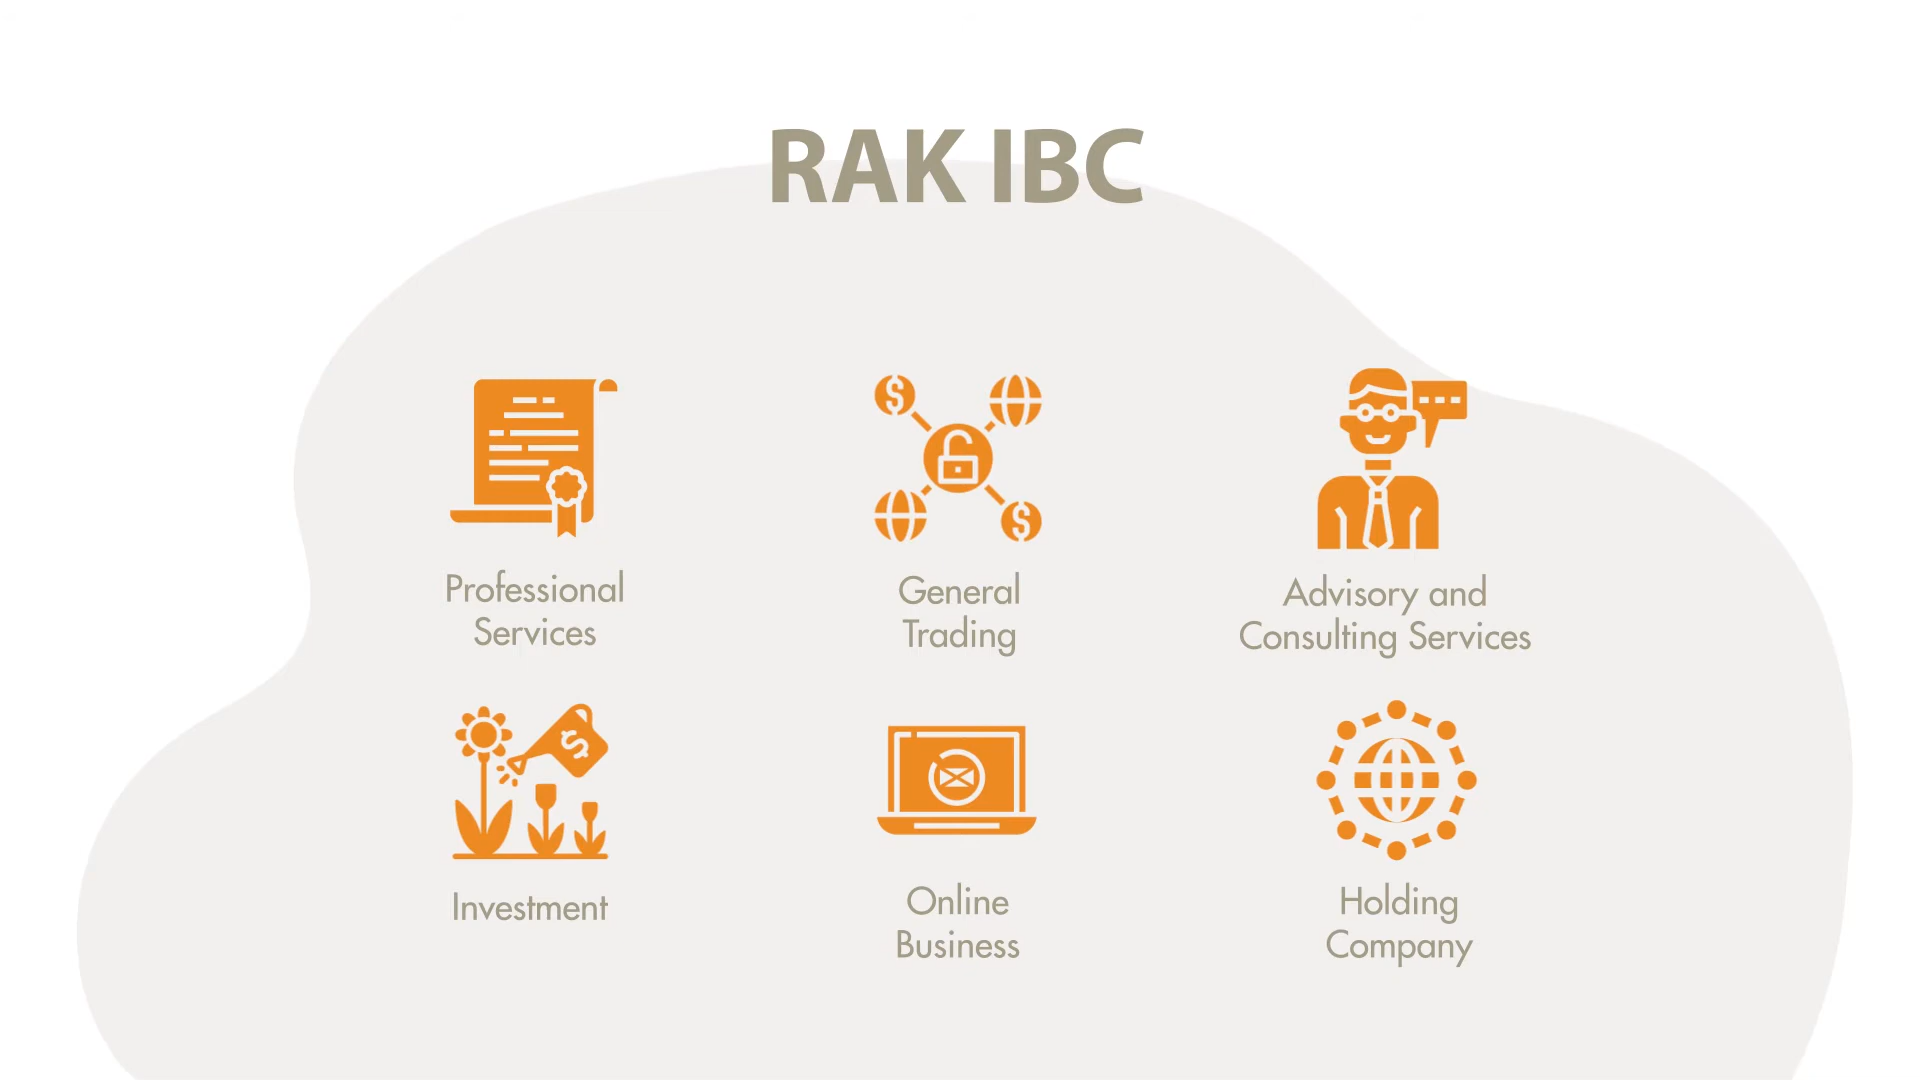 RAK IBC
Professional
Services
General
Trading
Advisory and
Consulting Services
Investment
Online
Business
Holding
Company